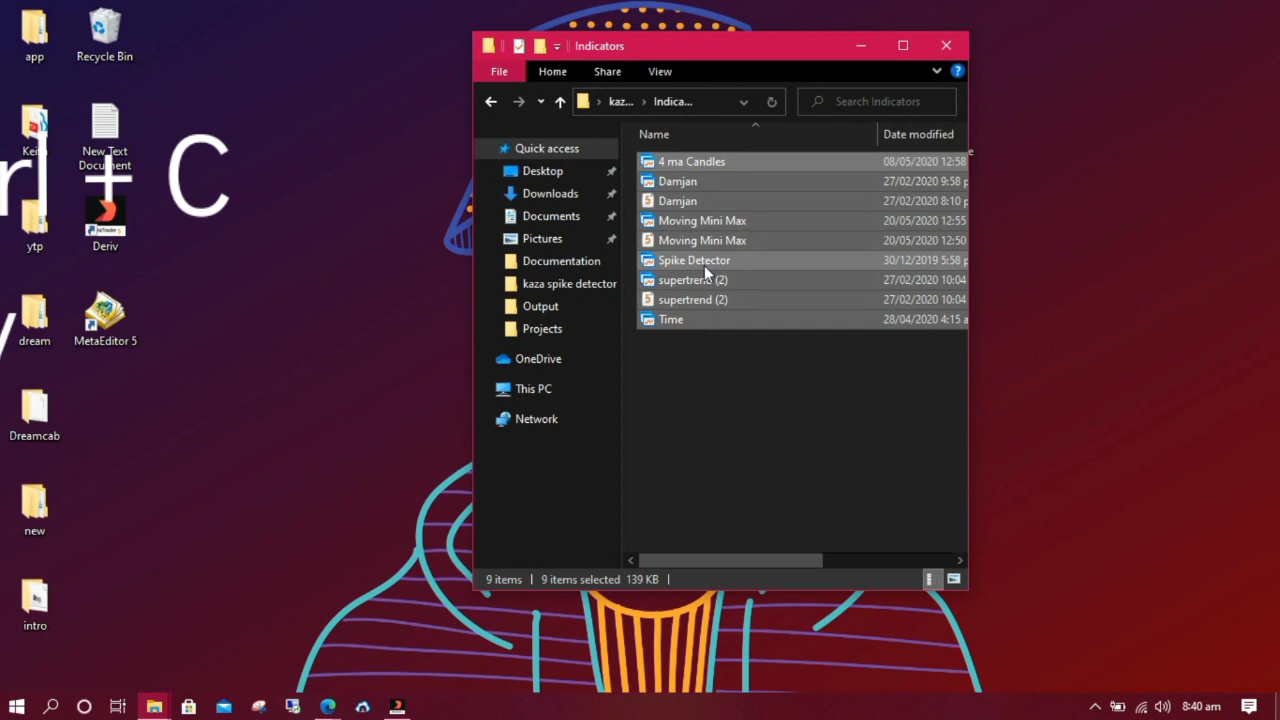 app
Recycle Bin
New Text
Document
rl + C
ytp
Deriv
y
dream
MetaEditor 5
Dreamcab
new
intro
Indicators
File
Home
Share
View
kaz...
Indica...
Search Indicators
Name
Date modified
Quick access
Desktop
Downloads
Documents
Pictures
Documentation
kaza spike detector
Output
Projects
OneDrive
This PC
Network
4 ma Candles 08/05/2020 12:58
Damjan 27/02/2020 9:58 p
Damjan 27/02/2020 8:10 p
Moving Mini Max 20/05/2020 12:55
Moving Mini Max 20/05/2020 12:50
Spike Detector 30/12/2019 5:58 p
supertrend (2) 27/02/2020 10:04
supertrend (2) 27/02/2020 10:04
Time 28/04/2020 4:15 a
9 items
9 items selected 139 KB
8:40 am